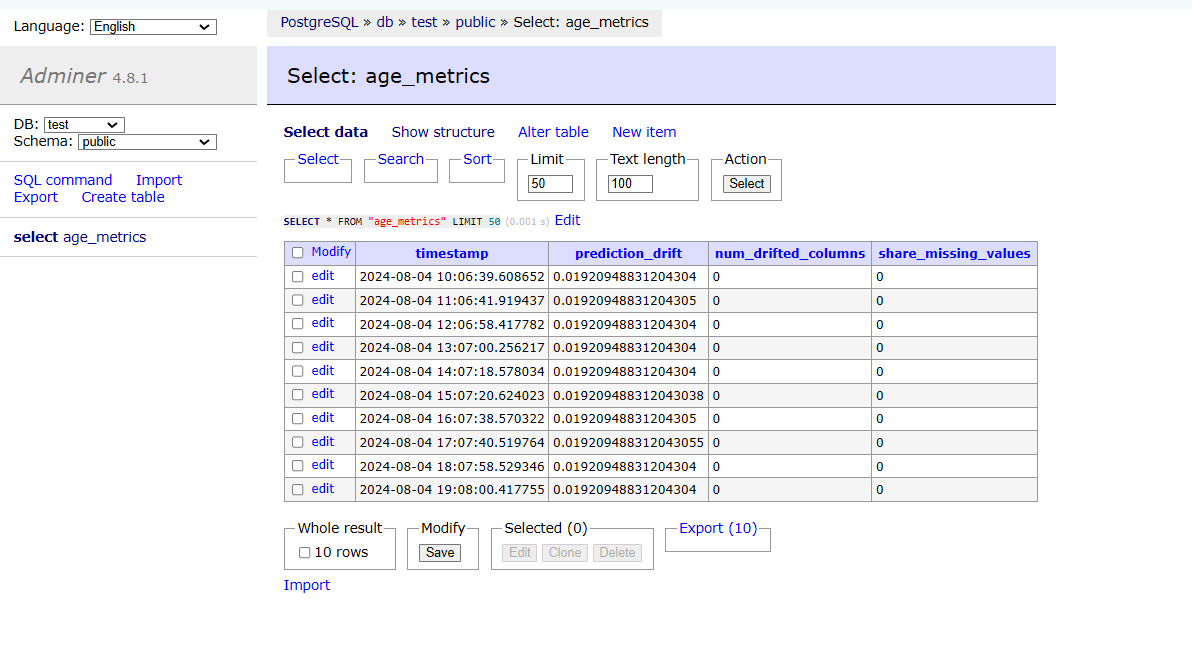 Language: English
PostgreSQL » db » test » public » Select: age_metrics
Adminer 4.8.1
Select: age_metrics
DB: test
Schema: public
Select data Show structure Alter table New item
Select Search Sort Limit Text length Action
50 100 Select
SQL command Import
Export Create table
SELECT * FROM "age_metrics" LIMIT 50 (0.001 s) Edit
select age_metrics
Modify timestamp prediction_drift num_drifted_columns share_missing_values
edit 2024-08-04 10:06:39.608652 0.01920948831204304 0 0
edit 2024-08-04 11:06:41.919437 0.01920948831204305 0 0
edit 2024-08-04 12:06:58.417782 0.01920948831204304 0 0
edit 2024-08-04 13:07:00.256217 0.01920948831204304 0 0
edit 2024-08-04 14:07:18.578034 0.01920948831204304 0 0
edit 2024-08-04 15:07:20.624023 0.019209488312043038 0 0
edit 2024-08-04 16:07:38.570322 0.01920948831204305 0 0
edit 2024-08-04 17:07:40.519764 0.019209488312043055 0 0
edit 2024-08-04 18:07:58.529346 0.01920948831204304 0 0
edit 2024-08-04 19:08:00.417755 0.01920948831204304 0 0
Whole result Modify Selected (0) Export (10)
10 rows Save Edit Clone Delete
Import